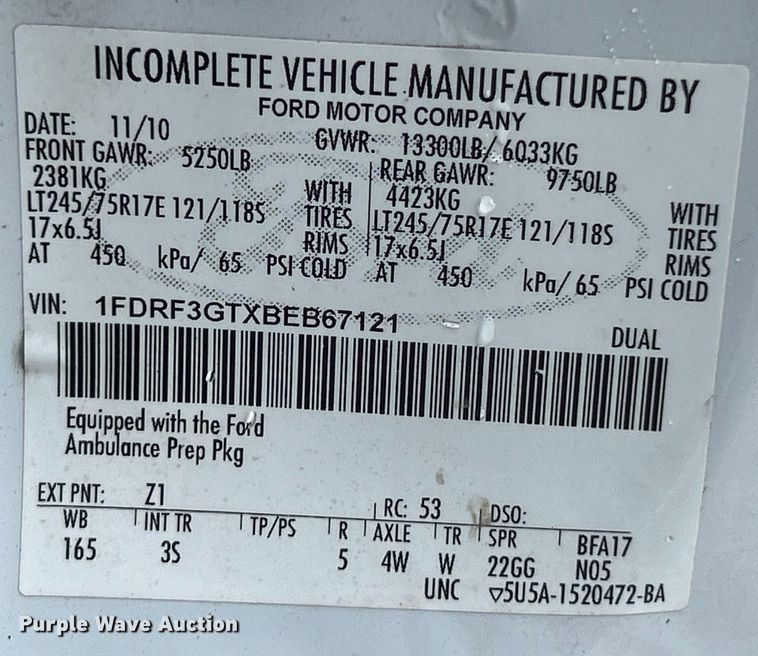 INCOMPLETE VEHICLE MANUFACTURED BY
FORD MOTOR COMPANY
DATE: 11/10 GVWR: 13300LB/ 6033KG
FRONT GAWR: 5250LB REAR GAWR: 9750LB
2381KG WITH 4423KG WITH
LT245/75R17E 121/118S TIRES LT245/75R17E 121/118S TIRES
17x6.5J RIMS 17x6.5J RIMS
AT 450 kPa/ 65 PSI COLD AT 450 kPa/ 65 PSI COLD
VIN: 1FDRF3GTXBEB67121
DUAL
Equipped with the Ford
Ambulance Prep Pkg
EXT PNT: Z1 RC: 53 DSO:
WB INT TR TP/PS R AXLE TR SPR BFA17
165 3S 5 4W W 22GG N05
UNC ▽5U5A-1520472-BA
Purple Wave Auction